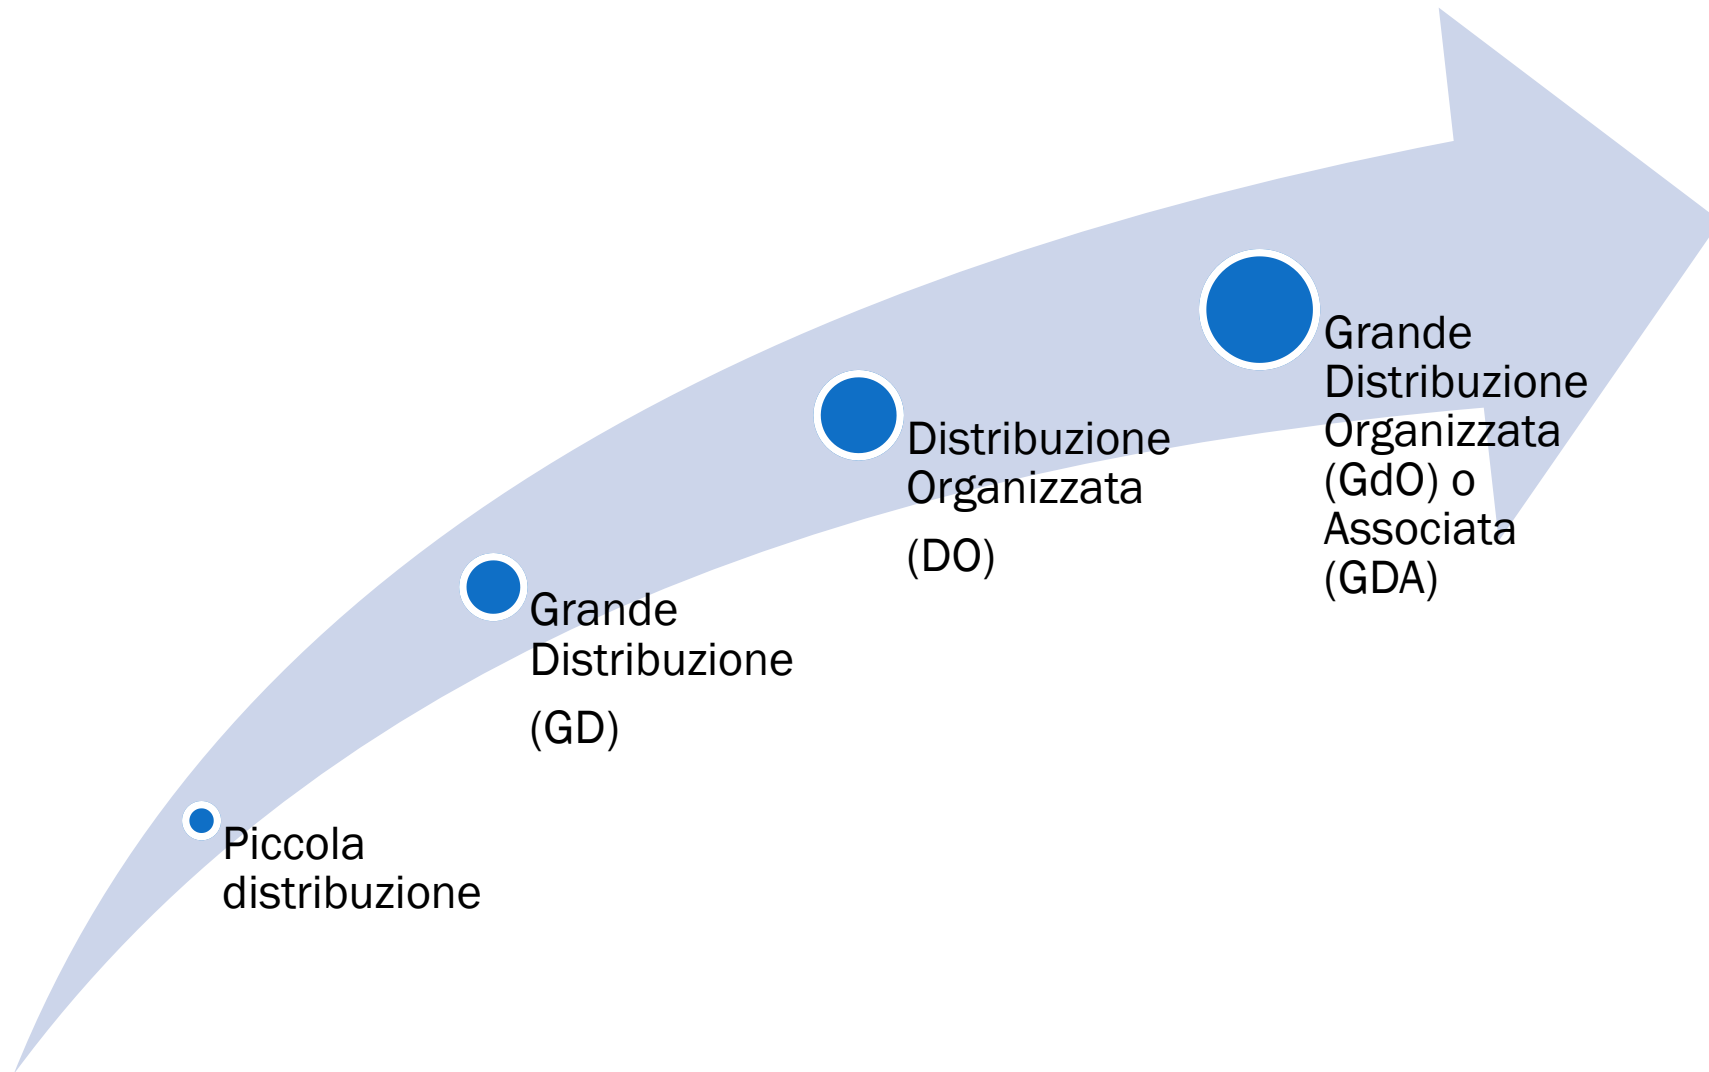 Piccola
distribuzione
Grande
Distribuzione
(GD)
Distribuzione
Organizzata
(DO)
Grande
Distribuzione
Organizzata
(GdO) o
Associata
(GDA)